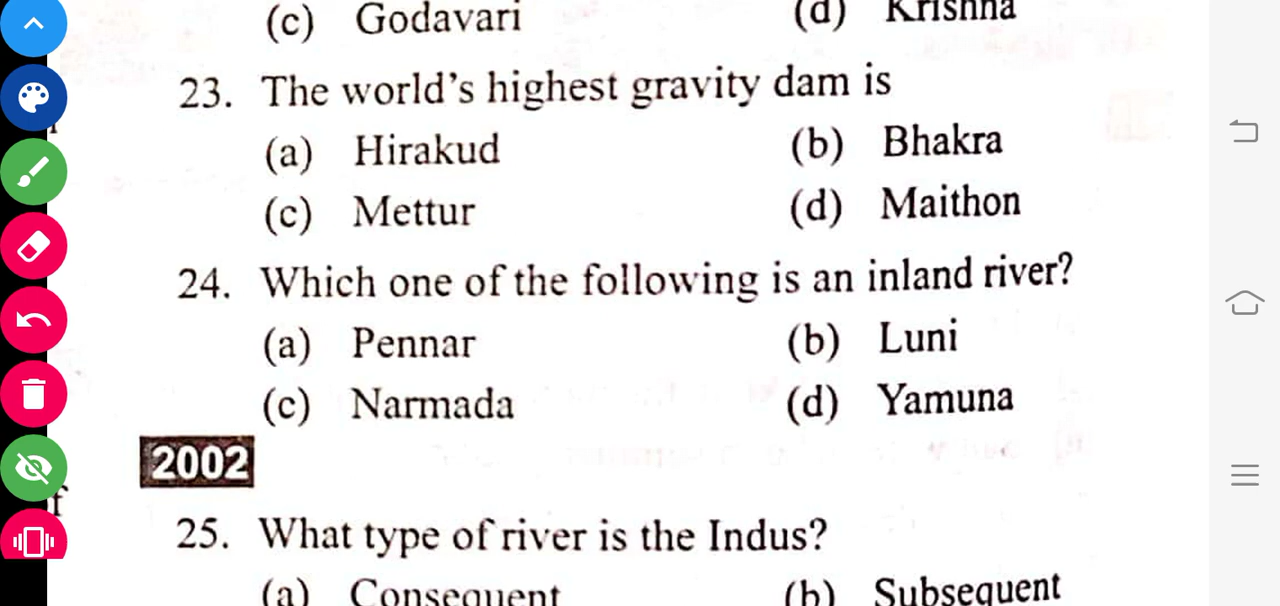 (c) Godavari (d) Krishna
23. The world's highest gravity dam is
(a) Hirakud (b) Bhakra
(c) Mettur (d) Maithon
24. Which one of the following is an inland river?
(a) Pennar (b) Luni
(c) Narmada (d) Yamuna
2002
f
25. What type of river is the Indus?
(a) Consequent (b) Subsequent